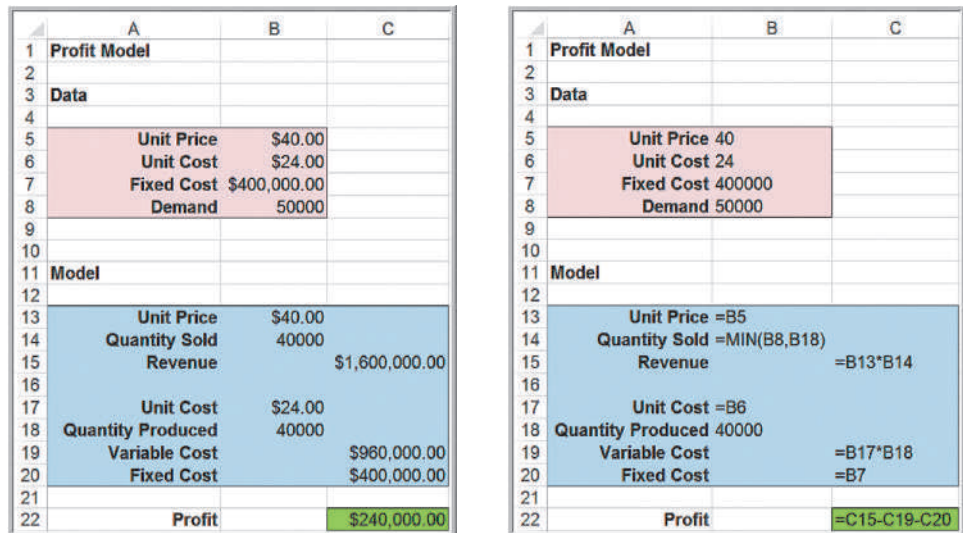 A B C
1 Profit Model
2
3 Data
4
5 Unit Price $40.00
6 Unit Cost $24.00
7 Fixed Cost $400,000.00
8 Demand 50000
9
10
11 Model
12
13 Unit Price $40.00
14 Quantity Sold 40000
15 Revenue $1,600,000.00
16
17 Unit Cost $24.00
18 Quantity Produced 40000
19 Variable Cost $960,000.00
20 Fixed Cost $400,000.00
21
22 Profit $240,000.00
A B C
1 Profit Model
2
3 Data
4
5 Unit Price 40
6 Unit Cost 24
7 Fixed Cost 400000
8 Demand 50000
9
10
11 Model
12
13 Unit Price =B5
14 Quantity Sold =MIN(B8,B18)
15 Revenue =B13*B14
16
17 Unit Cost =B6
18 Quantity Produced 40000
19 Variable Cost =B17*B18
20 Fixed Cost =B7
21
22 Profit =C15-C19-C20